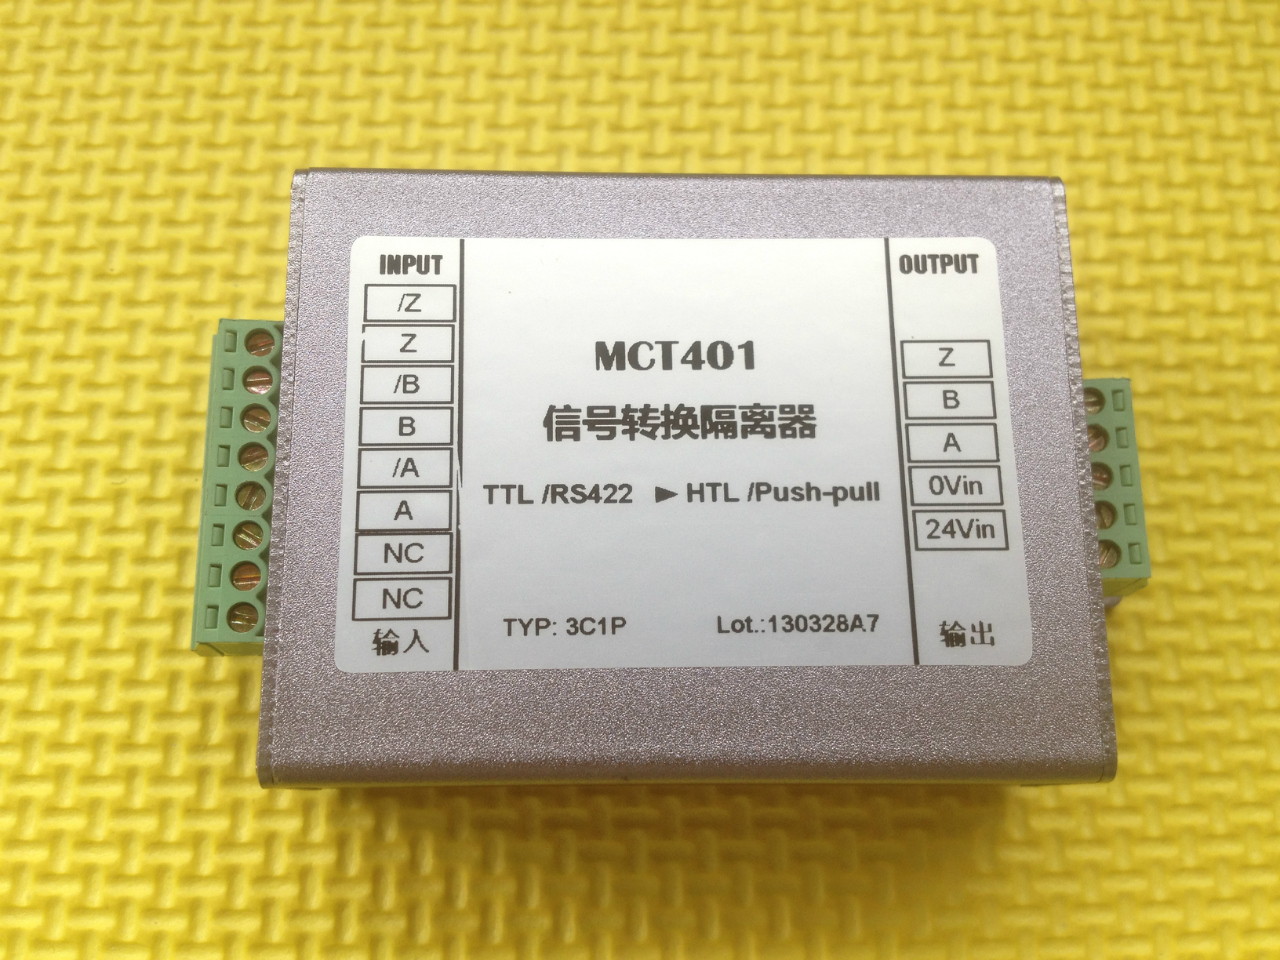 INPUT
/Z
Z
/B
B
/A
A
NC
NC
输入
MCT401
信号转换隔离器
TTL /RS422 ► HTL /Push-pull
TYP: 3C1P
Lot.:130328A7
OUTPUT
Z
B
A
0Vin
24Vin
输出